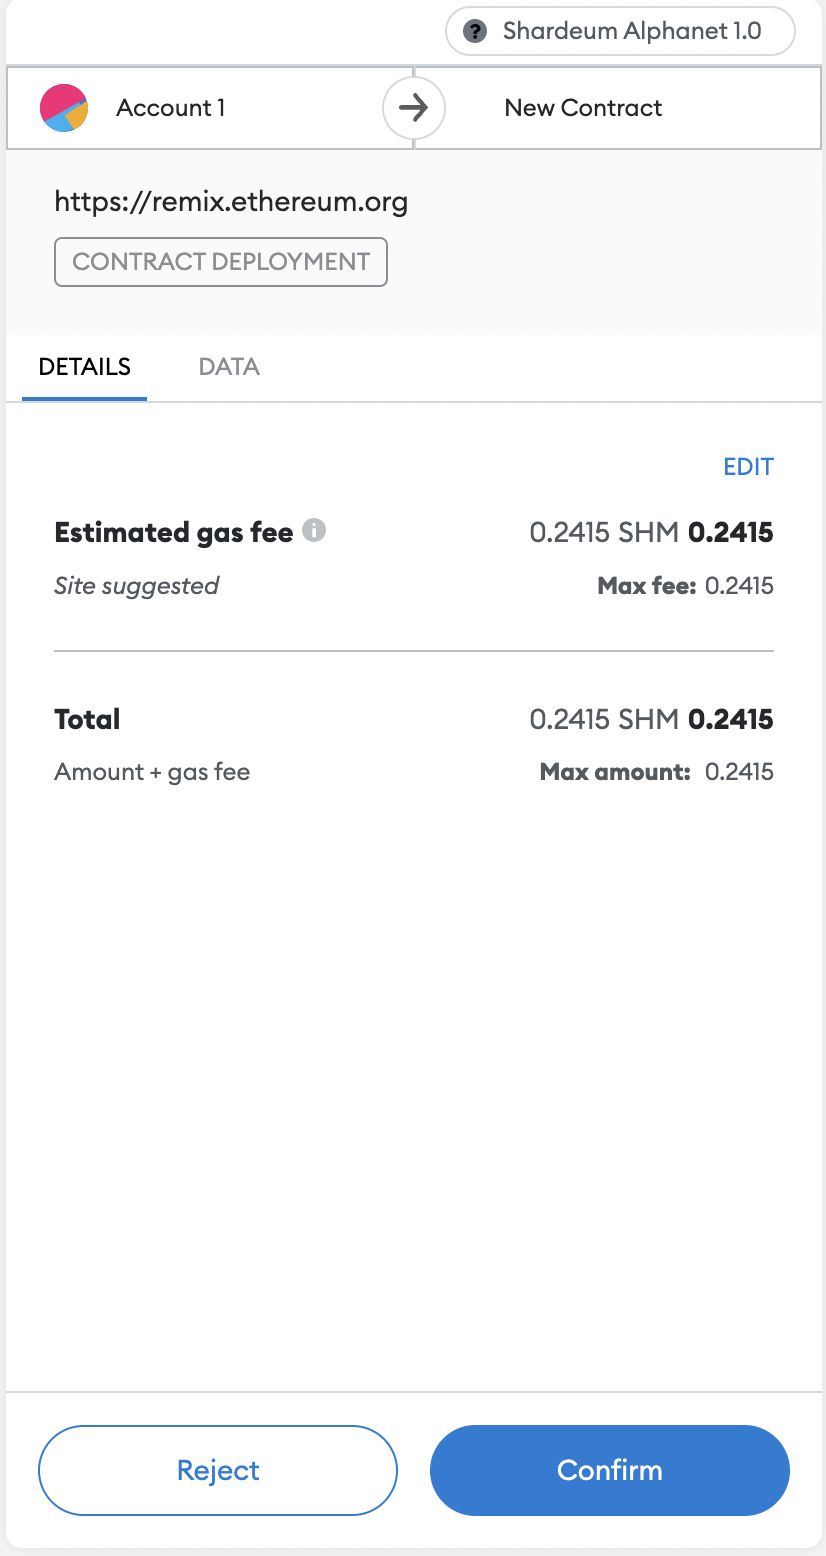 ? Shardeum Alphanet 1.0
Account 1 New Contract
https://remix.ethereum.org
CONTRACT DEPLOYMENT
DETAILS DATA
EDIT
Estimated gas fee i 0.2415 SHM 0.2415
Site suggested Max fee: 0.2415
Total 0.2415 SHM 0.2415
Amount + gas fee Max amount: 0.2415
Reject Confirm